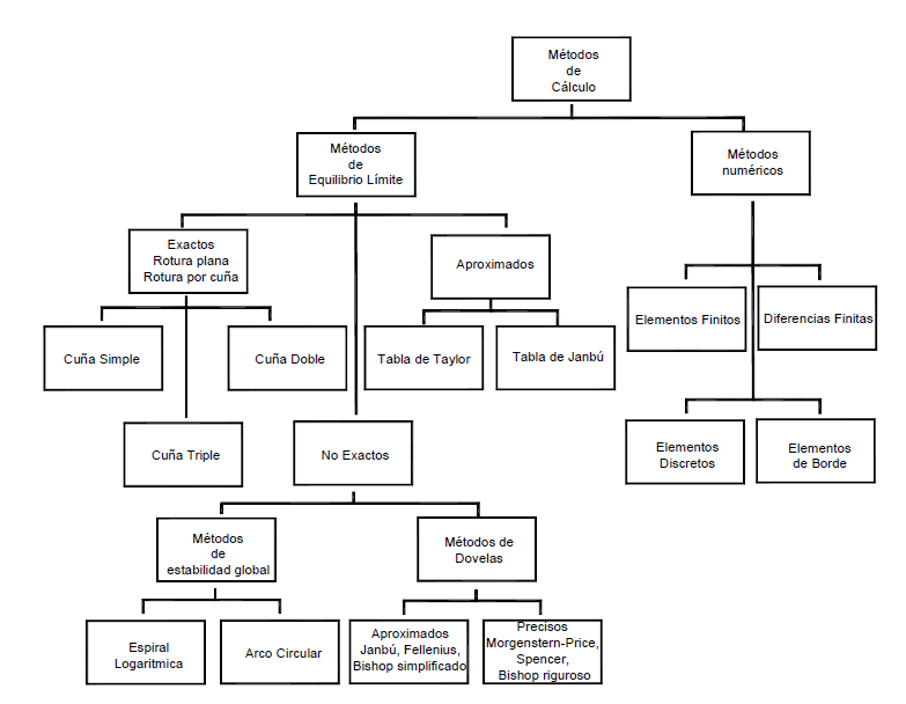 Métodos
de
Cálculo
Métodos
de
Equilibrio Límite
Métodos
numéricos
Exactos
Rotura plana
Rotura por cuña
Aproximados
Elementos Finitos
Diferencias Finitas
Cuña Simple
Cuña Doble
Tabla de Taylor
Tabla de Janbú
Cuña Triple
No Exactos
Elementos
Discretos
Elementos
de Borde
Métodos
de
estabilidad global
Métodos de
Dovelas
Espiral
Logaritmica
Arco Circular
Aproximados
Janbú, Fellenius,
Bishop simplificado
Precisos
Morgenstern-Price,
Spencer,
Bishop riguroso